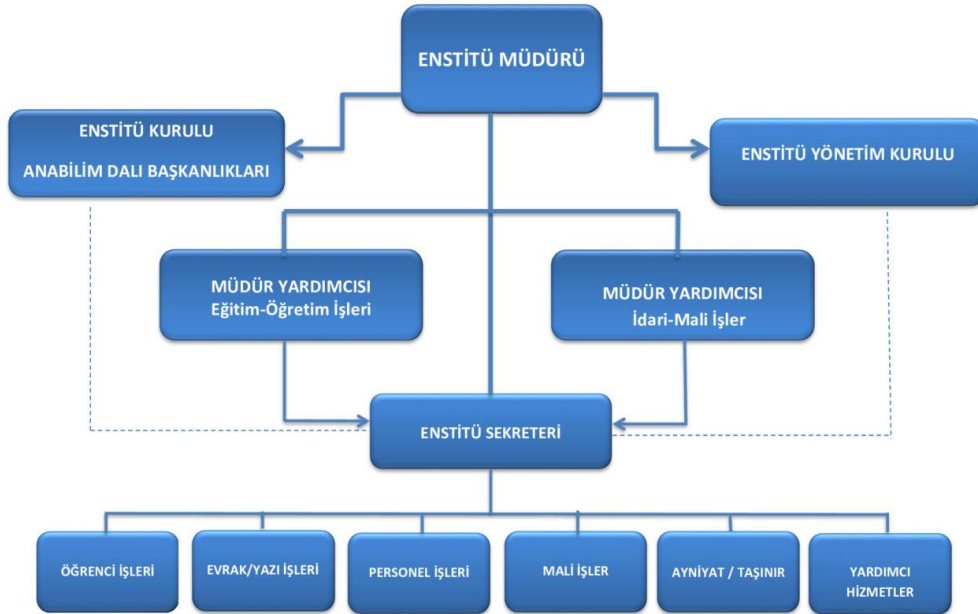 ENSTİTÜ MÜDÜRÜ
ENSTİTÜ KURULU
ANABİLİM DALI BAŞKANLIKLARI
ENSTİTÜ YÖNETİM KURULU
MÜDÜR YARDIMCISI
Eğitim-Öğretim İşleri
MÜDÜR YARDIMCISI
İdari-Mali İşler
ENSTİTÜ SEKRETERİ
ÖĞRENCİ İŞLERİ
EVRAK/YAZI İŞLERİ
PERSONEL İŞLERİ
MALİ İŞLER
AYNİYAT / TAŞINIR
YARDIMCI
HİZMETLER